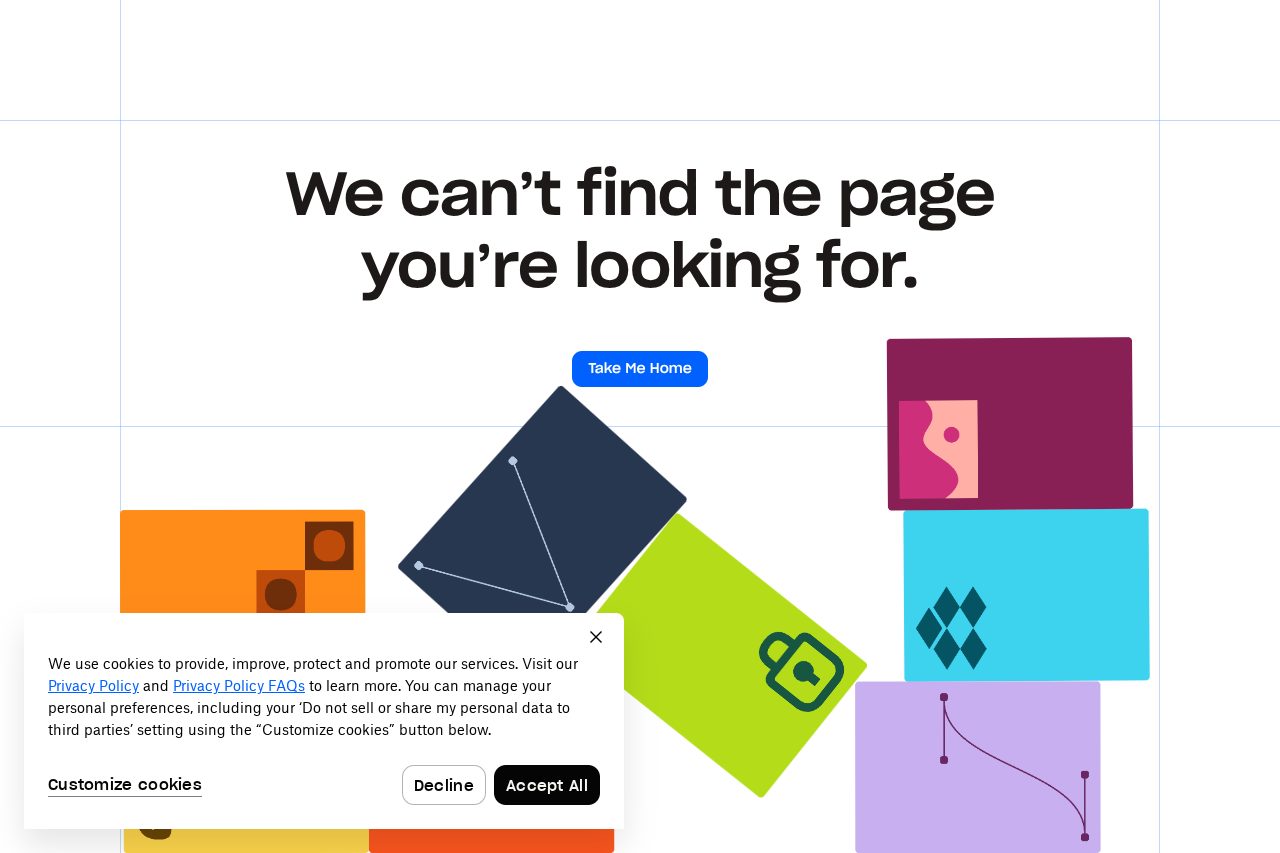 We can’t find the page
you’re looking for.
Take Me Home
We use cookies to provide, improve, protect and promote our services. Visit our
Privacy Policy and Privacy Policy FAQs to learn more. You can manage your
personal preferences, including your ‘Do not sell or share my personal data to
third parties’ setting using the “Customize cookies” button below.
Customize cookies
Decline
Accept All